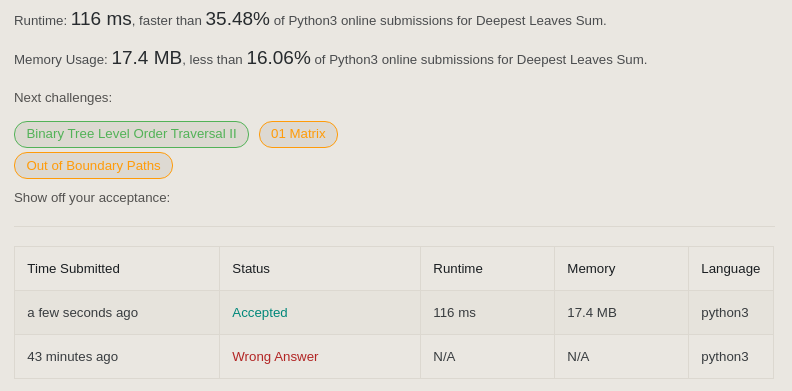 Runtime: 116 ms, faster than 35.48% of Python3 online submissions for Deepest Leaves Sum.
Memory Usage: 17.4 MB, less than 16.06% of Python3 online submissions for Deepest Leaves Sum.
Next challenges:
Binary Tree Level Order Traversal II 01 Matrix
Out of Boundary Paths
Show off your acceptance:
Time Submitted Status Runtime Memory Language
a few seconds ago Accepted 116 ms 17.4 MB python3
43 minutes ago Wrong Answer N/A N/A python3